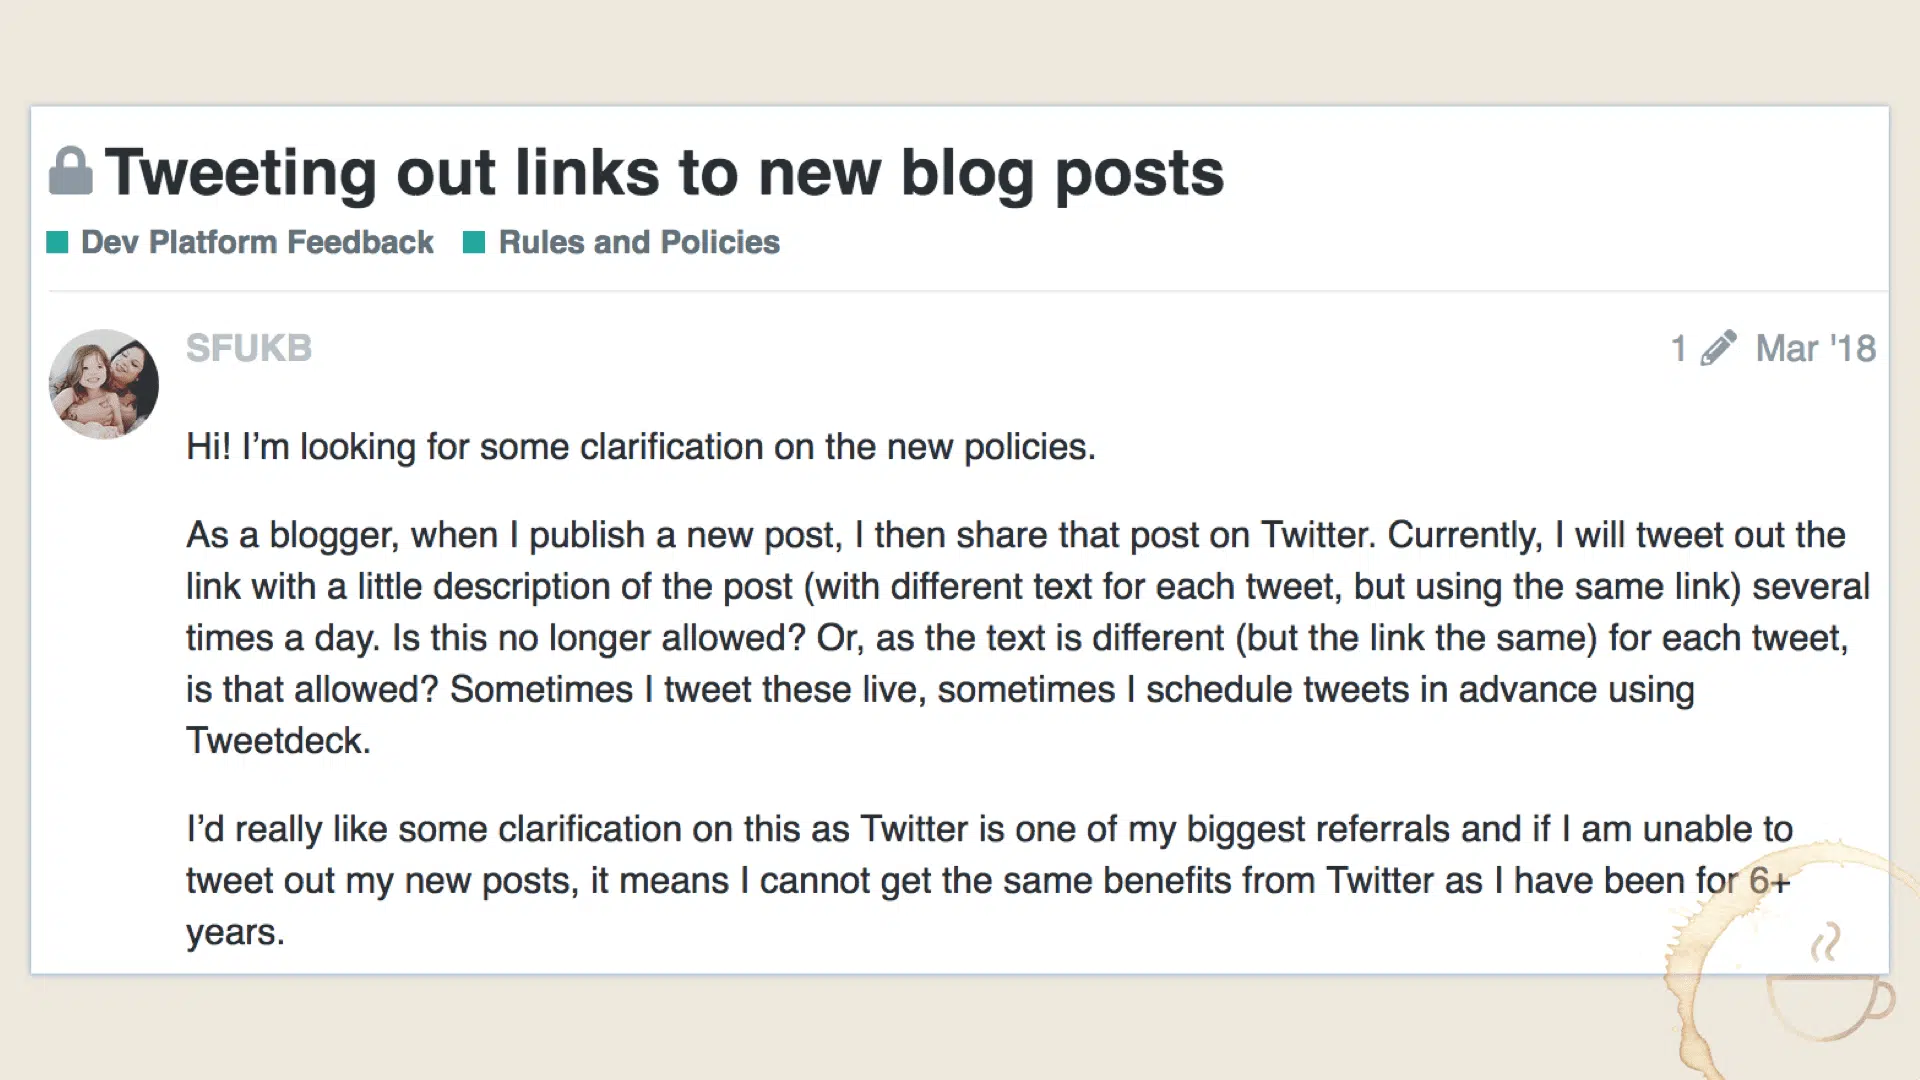 Tweeting out links to new blog posts
Dev Platform Feedback Rules and Policies
SFUKB 1 Mar '18
Hi! I’m looking for some clarification on the new policies.
As a blogger, when I publish a new post, I then share that post on Twitter. Currently, I will tweet out the
link with a little description of the post (with different text for each tweet, but using the same link) several
times a day. Is this no longer allowed? Or, as the text is different (but the link the same) for each tweet,
is that allowed? Sometimes I tweet these live, sometimes I schedule tweets in advance using
Tweetdeck.
I’d really like some clarification on this as Twitter is one of my biggest referrals and if I am unable to
tweet out my new posts, it means I cannot get the same benefits from Twitter as I have been for 6+
years.